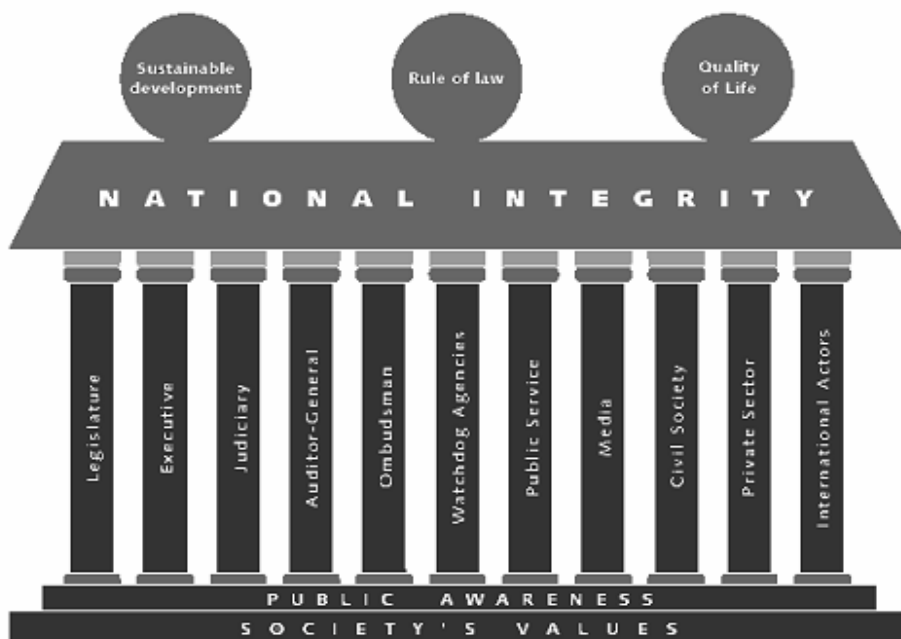 Sustainable
development
Rule of law
Quality
of Life
NATIONAL INTEGRITY
Legislature
Executive
Judiciary
Auditor-General
Ombudsman
Watchdog Agencies
Public Service
Media
Civil Society
Private Sector
International Actors
PUBLIC AWARENESS
SOCIETY'S VALUES